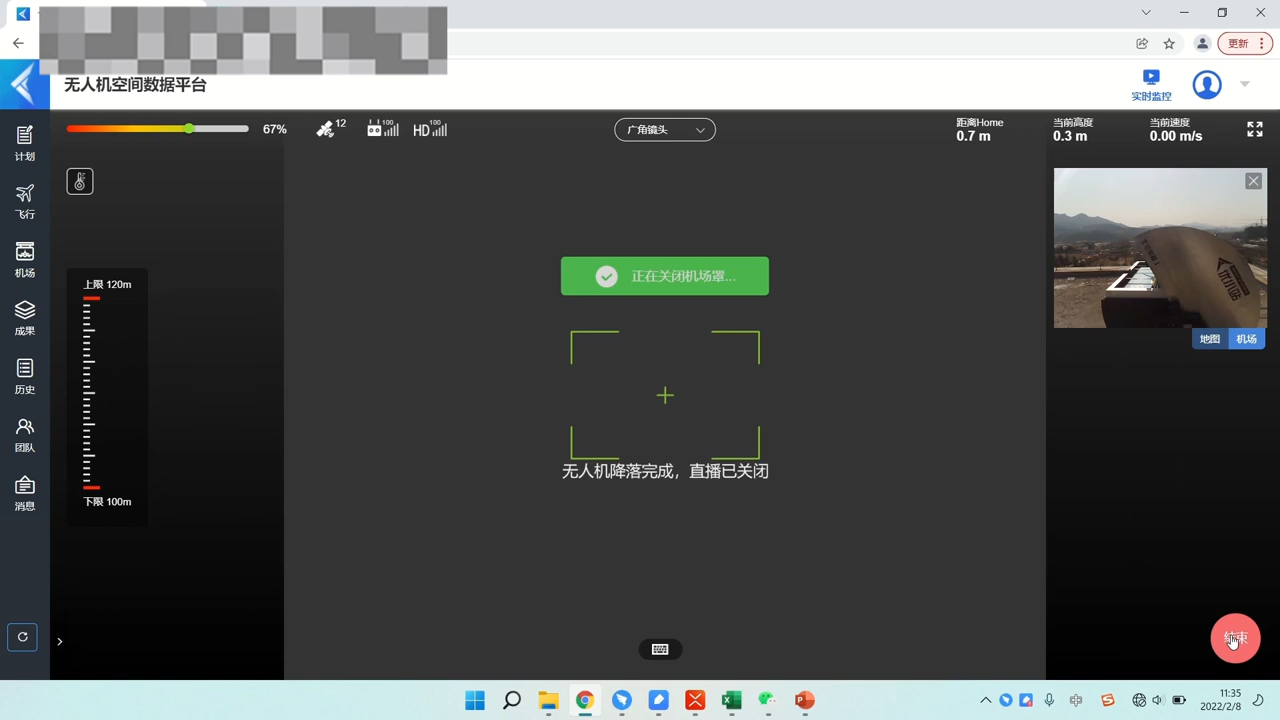 更新
无人机空间数据平台
实时监控
67%
12
100
HD
100
广角镜头
距离Home
0.7 m
当前高度
0.3 m
当前速度
0.00 m/s
计划
飞行
机场
成果
历史
团队
消息
上限 120m
下限 100m
正在关闭机场罩...
无人机降落完成，直播已关闭
地图
机场
结束
11:35
2022/2/8